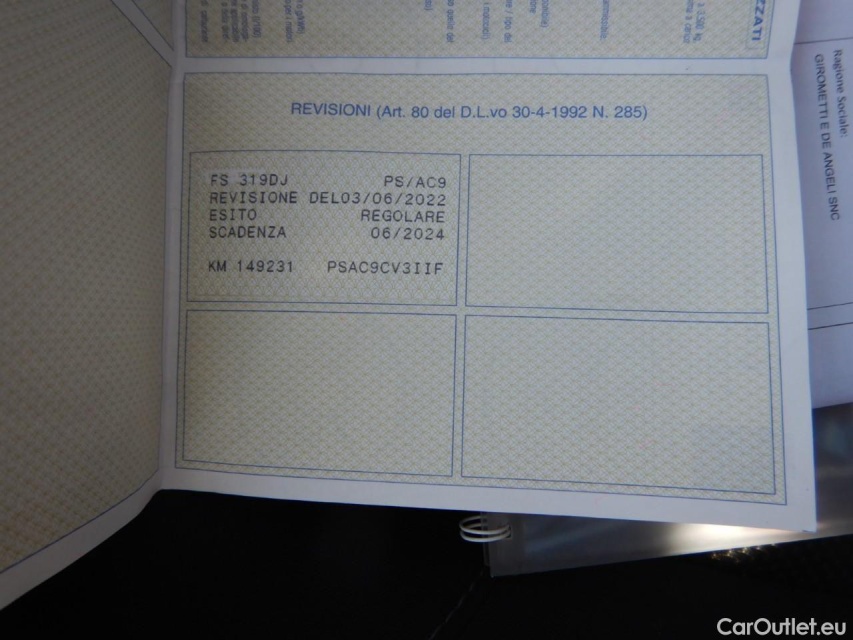 ZZATI
REVISIONI (Art. 80 del D.L.vo 30-4-1992 N. 285)
FS 319DJ PS/AC9
REVISIONE DEL03/06/2022
ESITO REGOLARE
SCADENZA 06/2024
KM 149231 PSAC9CV3IIF
Ragione Sociale:
GIROMETTI E DE ANGELI SNC
CarOutlet.eu